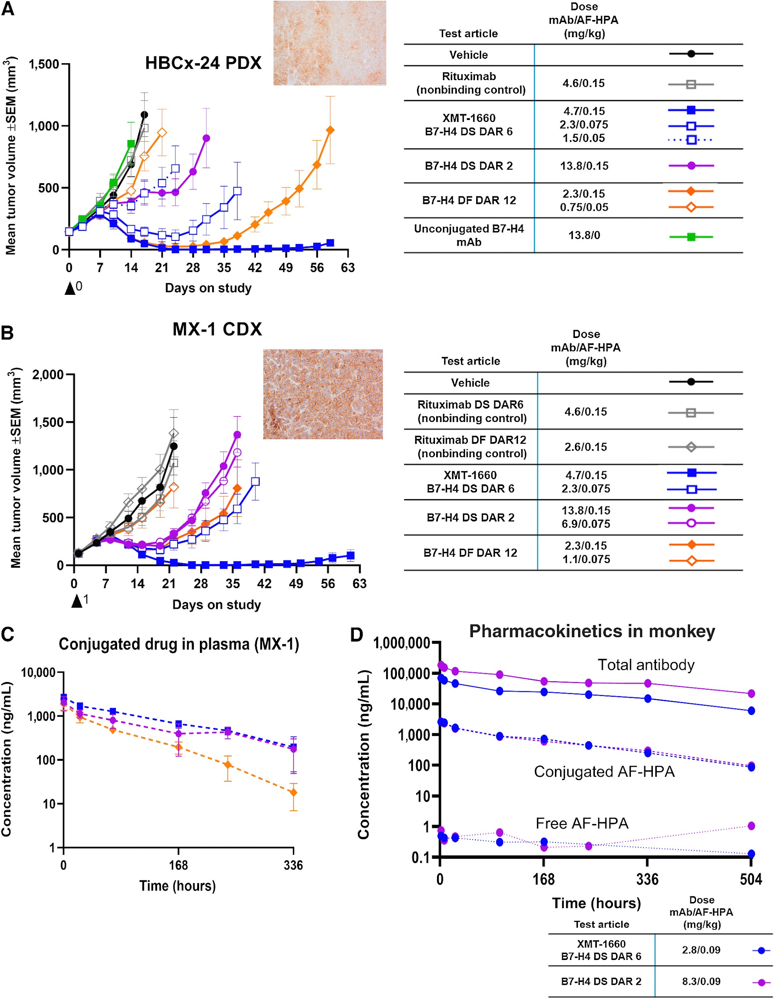 A
HBCx-24 PDX
Mean tumor volume ±SEM (mm3)
1,500
1,000
500
0
0 7 14 21 28 35 42 49 56 63
▲0
Days on study
Dose
mAb/AF-HPA
(mg/kg)
Test article
Vehicle
Rituximab
(nonbinding control)
4.6/0.15
XMT-1660
B7-H4 DS DAR 6
4.7/0.15
2.3/0.075
1.5/0.05
B7-H4 DS DAR 2
13.8/0.15
B7-H4 DF DAR 12
2.3/0.15
0.75/0.05
Unconjugated B7-H4
mAb
13.8/0
B
MX-1 CDX
Mean tumor volume ±SEM (mm3)
2,000
1,500
1,000
500
0
0 7 14 21 28 35 42 49 56 63
▲1
Days on study
Dose
mAb/AF-HPA
(mg/kg)
Test article
Vehicle
Rituximab DS DAR6
(nonbinding control)
4.6/0.15
Rituximab DF DAR12
(nonbinding control)
2.6/0.15
XMT-1660
B7-H4 DS DAR 6
4.7/0.15
2.3/0.075
B7-H4 DS DAR 2
13.8/0.15
6.9/0.075
B7-H4 DF DAR 12
2.3/0.15
1.1/0.075
C
Conjugated drug in plasma (MX-1)
Concentration (ng/mL)
10,000
1,000
100
10
1
0 168 336
Time (hours)
D
Pharmacokinetics in monkey
Concentration (ng/mL)
1,000,000
100,000
10,000
1,000
100
10
1
0.1
Total antibody
Conjugated AF-HPA
Free AF-HPA
0 168 336 504
Time (hours)
Dose
mAb/AF-HPA
(mg/kg)
Test article
XMT-1660
B7-H4 DS DAR 6
2.8/0.09
B7-H4 DS DAR 2
8.3/0.09